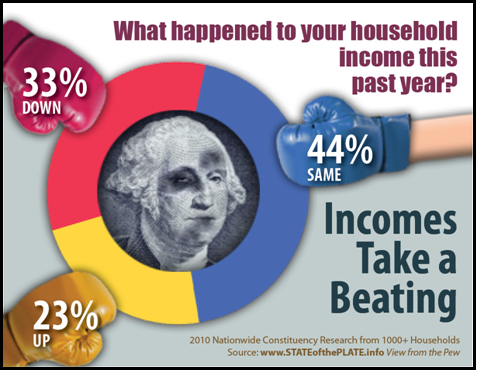 What happened to your household
income this
past year?
33%
DOWN
44%
SAME
Incomes
Take a
Beating
23%
UP
2010 Nationwide Constituency Research from 1000+ Households
Source: www.STATEofthePLATE.info View from the Pew